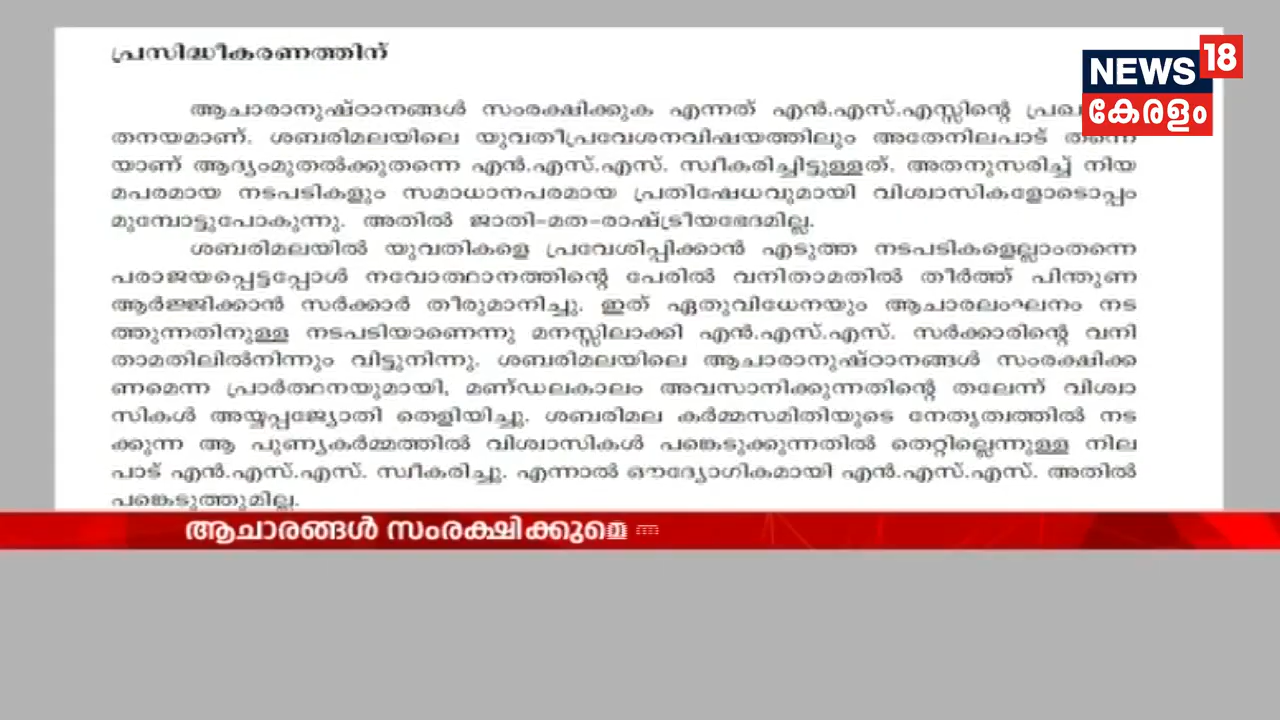 പ്രസിദ്ധീകരണത്തിന്
NEWS 18
കേരളം
ആചാരാനുഷ്ഠാനങ്ങൾ സംരക്ഷിക്കുക എന്നത് എൻ.എസ്.എസ്സിന്റെ
തനയമാണ്. ശബരിമലയിലെ യുവതീപ്രവേശനവിഷയത്തിലും അതേനിലപാട് തന്നെ
യാണ് ആദ്യംമുതൽക്കുതന്നെ എൻ.എസ്.എസ്. സ്വീകരിച്ചിട്ടുള്ളത്. അതനുസരിച്ച് നിയ
മപരമായ നടപടികളും സമാധാനപരമായ പ്രതിഷേധവുമായി വിശ്വാസികളോടൊപ്പം
മുമ്പോട്ടുപോകുന്നു. അതിൽ ജാതി-മത-രാഷ്ട്രീയഭേദമില്ല.
ശബരിമലയിൽ യുവതികളെ പ്രവേശിപ്പിക്കാൻ എടുത്ത നടപടികളെല്ലാംതന്നെ
പരാജയപ്പെട്ടപ്പോൾ നവോത്ഥാനത്തിന്റെ പേരിൽ വനിതാമതിൽ തീർത്ത് പിന്തുണ
ആർജ്ജിക്കാൻ സർക്കാർ തീരുമാനിച്ചു. ഇത് ഏതുവിധേനയും ആചാരലംഘനം നട
ത്തുന്നതിനുള്ള നടപടിയാണെന്നു മനസ്സിലാക്കി എൻ.എസ്.എസ്. സർക്കാരിന്റെ വനി
താമതിലിൽനിന്നും വിട്ടുനിന്നു. ശബരിമലയിലെ ആചാരാനുഷ്ഠാനങ്ങൾ സംരക്ഷിക്ക
ണമെന്ന പ്രാർത്ഥനയുമായി, മണ്ഡലകാലം അവസാനിക്കുന്നതിന്റെ തലേന്ന് വിശ്വാ
സികൾ അയ്യപ്പജ്യോതി തെളിയിച്ചു. ശബരിമല കർമ്മസമിതിയുടെ നേതൃത്വത്തിൽ നട
ക്കുന്ന ആ പുണ്യകർമ്മത്തിൽ വിശ്വാസികൾ പങ്കെടുക്കുന്നതിൽ തെറ്റില്ലെന്നുള്ള നില
പാട് എൻ.എസ്.എസ്. സ്വീകരിച്ചു. എന്നാൽ ഔദ്യോഗികമായി എൻ.എസ്.എസ്. അതിൽ
പങ്കെടുത്തുമില്ല.
ആചാരങ്ങൾ സംരക്ഷിക്കുമെ